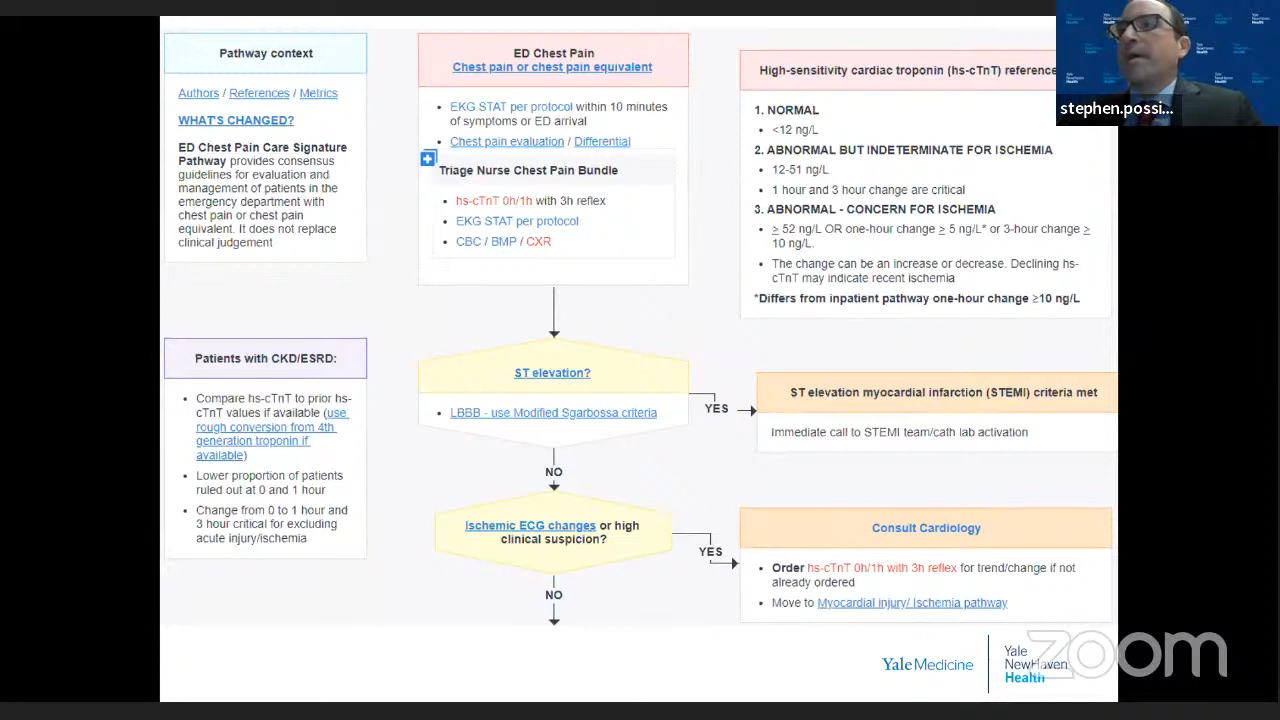 Pathway context
Authors / References / Metrics
WHAT'S CHANGED?
ED Chest Pain Care Signature
Pathway provides consensus
guidelines for evaluation and
management of patients in the
emergency department with
chest pain or chest pain
equivalent. It does not replace
clinical judgement
Patients with CKD/ESRD:
• Compare hs-cTnT to prior hs-
cTnT values if available (use
rough conversion from 4th
generation troponin if
available)
• Lower proportion of patients
ruled out at 0 and 1 hour
• Change from 0 to 1 hour and
3 hour critical for excluding
acute injury/ischemia
ED Chest Pain
Chest pain or chest pain equivalent
• EKG STAT per protocol within 10 minutes
of symptoms or ED arrival
• Chest pain evaluation / Differential
Triage Nurse Chest Pain Bundle
• hs-cTnT 0h/1h with 3h reflex
• EKG STAT per protocol
• CBC / BMP / CXR
ST elevation?
• LBBB - use Modified Sgarbossa criteria
YES
NO
Ischemic ECG changes or high
clinical suspicion?
YES
NO
High-sensitivity cardiac troponin (hs-cTnT) reference
1. NORMAL
• <12 ng/L
2. ABNORMAL BUT INDETERMINATE FOR ISCHEMIA
• 12-51 ng/L
• 1 hour and 3 hour change are critical
3. ABNORMAL - CONCERN FOR ISCHEMIA
• > 52 ng/L OR one-hour change > 5 ng/L* or 3-hour change >
10 ng/L.
• The change can be an increase or decrease. Declining hs-
cTnT may indicate recent ischemia
*Differs from inpatient pathway one-hour change ≥10 ng/L
ST elevation myocardial infarction (STEMI) criteria met
Immediate call to STEMI team/cath lab activation
Consult Cardiology
• Order hs-cTnT 0h/1h with 3h reflex for trend/change if not
already ordered
• Move to Myocardial injury/ Ischemia pathway
stephen.possi...
Yale Medicine
Yale
NewHaven
Health
zoom